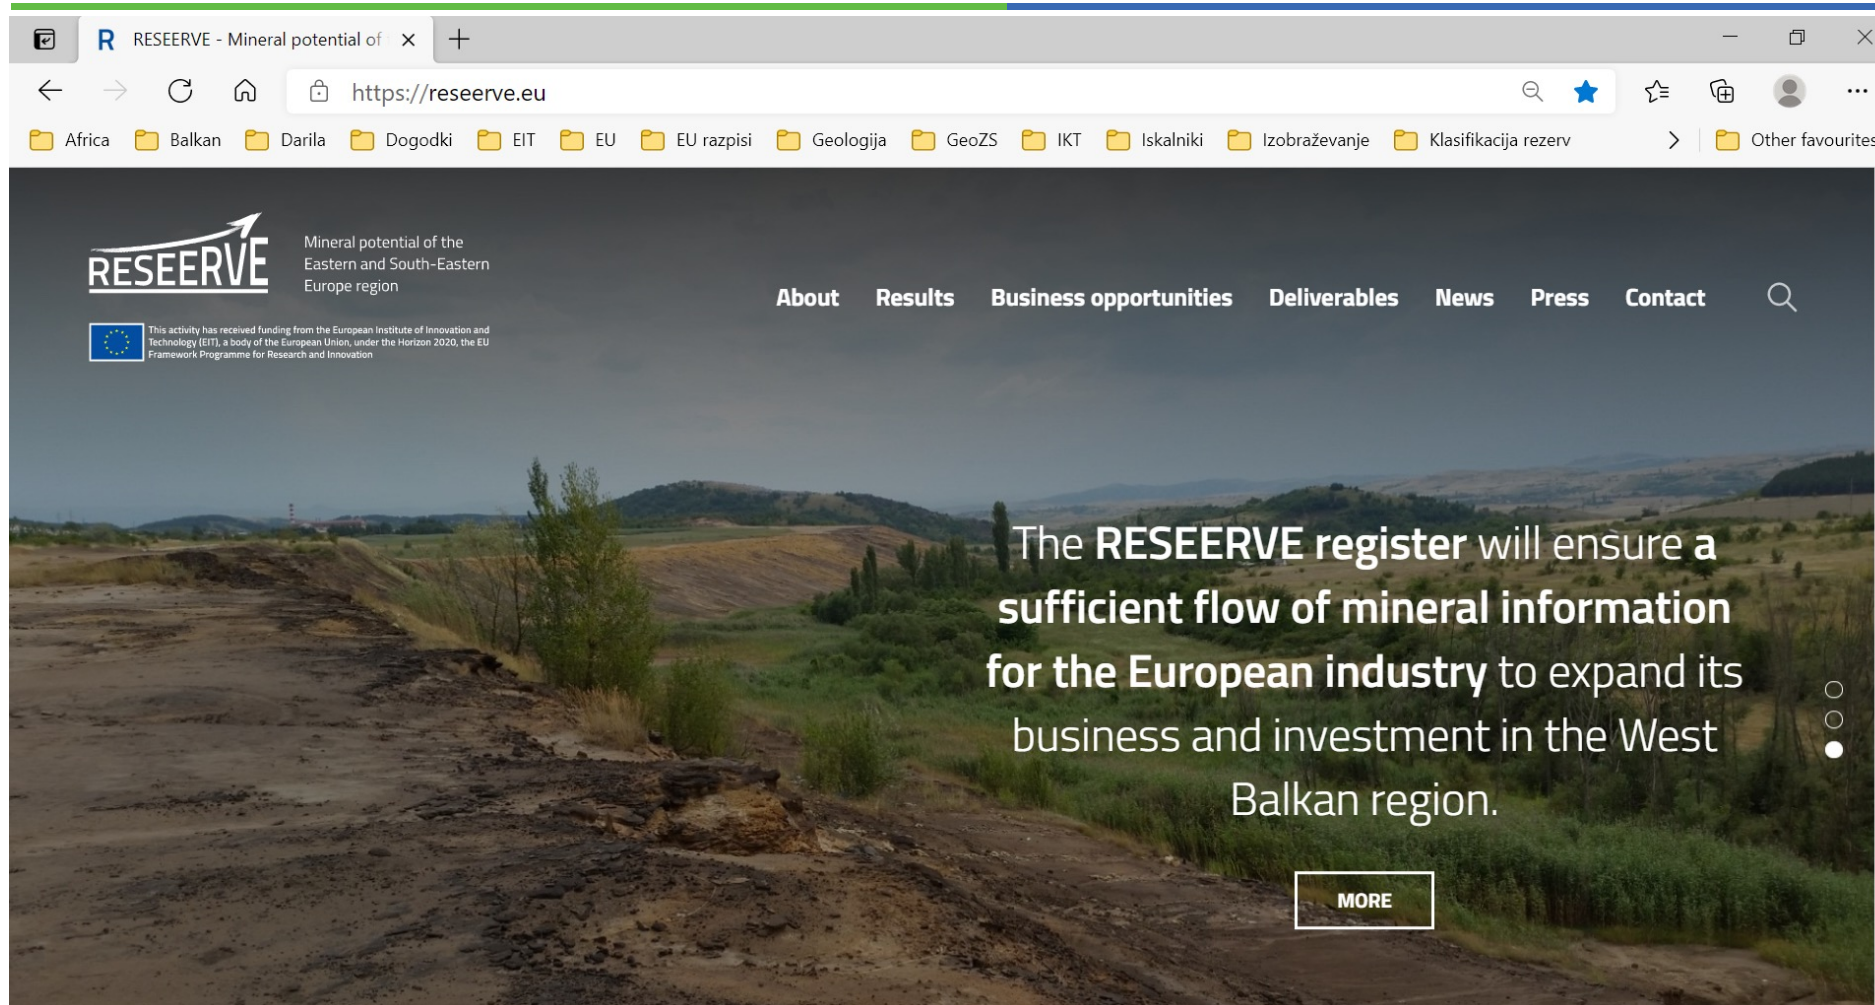 R RESEERVE - Mineral potential of
https://reseerve.eu
Africa Balkan Darila Dogodki EIT EU EU razpisi Geologija GeoZS IKT Iskalniki Izobraževanje Klasifikacija rezerv Other favourites
RESEERVE
Mineral potential of the
Eastern and South-Eastern
Europe region
This activity has received funding from the European Institute of Innovation and
Technology (EIT), a body of the European Union, under the Horizon 2020, the EU
Framework Programme for Research and Innovation
About Results Business opportunities Deliverables News Press Contact
The RESEERVE register will ensure a
sufficient flow of mineral information
for the European industry to expand its
business and investment in the West
Balkan region.
MORE